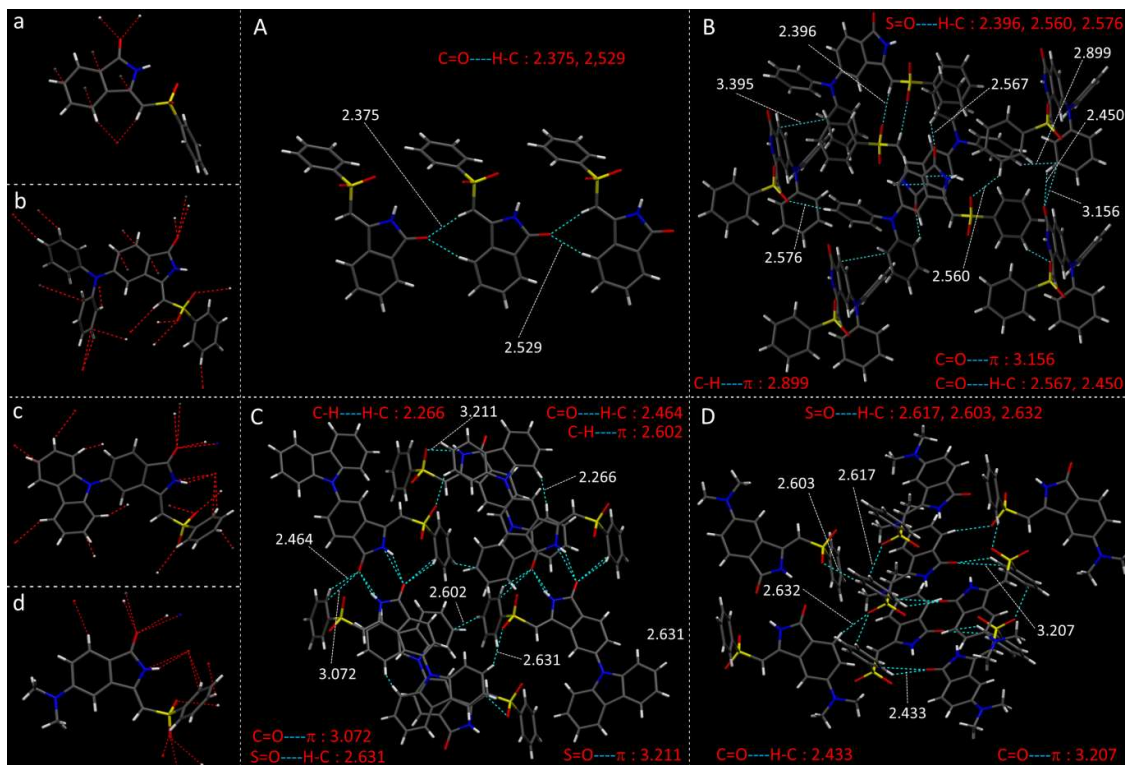 a
b
c
d
A
C=O----H-C : 2.375, 2,529
2.375
2.529
B
S=O----H-C : 2.396, 2.560, 2.576
2.396
2.899
3.395
2.567
2.450
3.156
2.576
2.560
C=O----π : 3.156
C-H----π : 2.899
C=O----H-C : 2.567, 2.450
C
C-H----H-C : 2.266
3.211
C=O----H-C : 2.464
C-H----π : 2.602
2.266
2.464
2.602
2.631
2.631
3.072
C=O----π : 3.072
S=O----H-C : 2.631
S=O----π : 3.211
D
S=O----H-C : 2.617, 2.603, 2.632
2.617
2.603
2.632
3.207
2.433
C=O----H-C : 2.433
C=O----π : 3.207